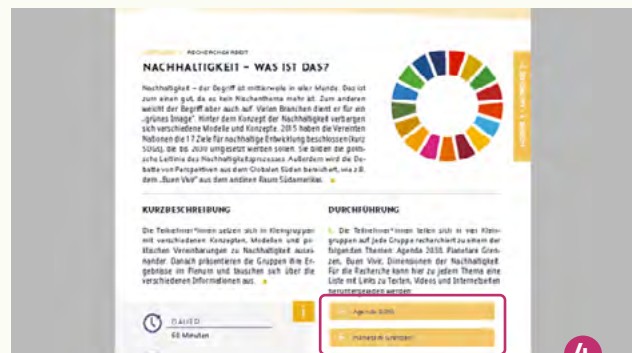 RECHERCHEARBEIT
NACHHALTIGKEIT – WAS IST DAS?
Nachhaltigkeit – der Begriff ist mittlerweile in aller Munde. Das ist
zum einen gut, da es kein Nischenthema mehr ist. Zum anderen
weicht der Begriff aber auch auf. Vielen Branchen dient er für ein
„grünes Image“. Hinter dem Konzept der Nachhaltigkeit verbergen
sich verschiedene Modelle und Konzepte. 2015 haben die Vereinten
Nationen die 17 Ziele für nachhaltige Entwicklung beschlossen (kurz
SDGs), die bis 2030 umgesetzt werden sollen. Sie bilden die politi-
sche Leitlinie des Nachhaltigkeitsprozesses. Außerdem wird die De-
batte von Perspektiven aus dem Globalen Süden bereichert, wie z.B.
dem „Buen Vivir“ aus dem andinen Raum Südamerikas.
KURZBESCHREIBUNG
Die Teilnehmer*innen setzen sich in Kleingruppen
mit verschiedenen Konzepten, Modellen und po-
litischen Vereinbarungen zu Nachhaltigkeit ausei-
nander. Danach präsentieren die Gruppen ihre Er-
gebnisse im Plenum und tauschen sich über die
verschiedenen Informationen aus.
i
DAUER
60 Minuten
DURCHFÜHRUNG
1. Die Teilnehmer*innen teilen sich in vier Klein-
gruppen auf. Jede Gruppe recherchiert zu einem der
folgenden Themen: Agenda 2030, Planetare Gren-
zen, Buen Vivir, Dimensionen der Nachhaltigkeit.
Für die Recherche kann hier zu jedem Thema eine
Liste mit Links zu Texten, Videos und Internetseiten
heruntergeladen werden:
Agenda 2030
Planetare Grenzen
4